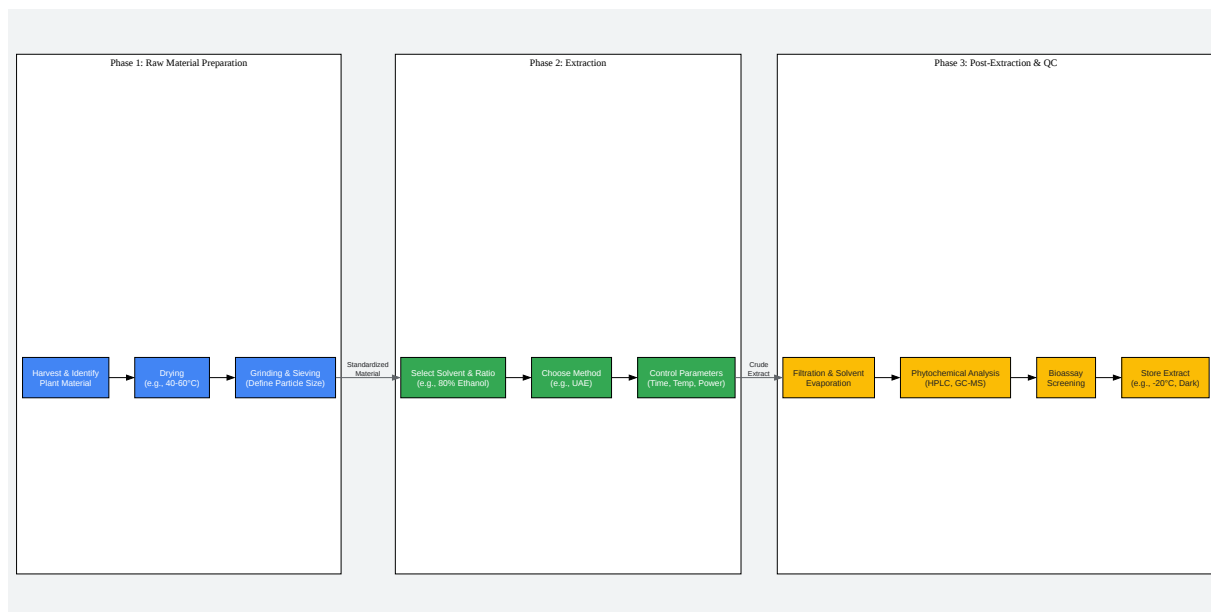 Phase 1: Raw Material Preparation
Harvest & Identify
Plant Material
Drying
(e.g., 40-60°C)
Grinding & Sieving
(Define Particle Size)
Standardized
Material
Phase 2: Extraction
Select Solvent & Ratio
(e.g., 80% Ethanol)
Choose Method
(e.g., UAE)
Control Parameters
(Time, Temp, Power)
Crude
Extract
Phase 3: Post-Extraction & QC
Filtration & Solvent
Evaporation
Phytochemical Analysis
(HPLC, GC-MS)
Bioassay
Screening
Store Extract
(e.g., -20°C, Dark)